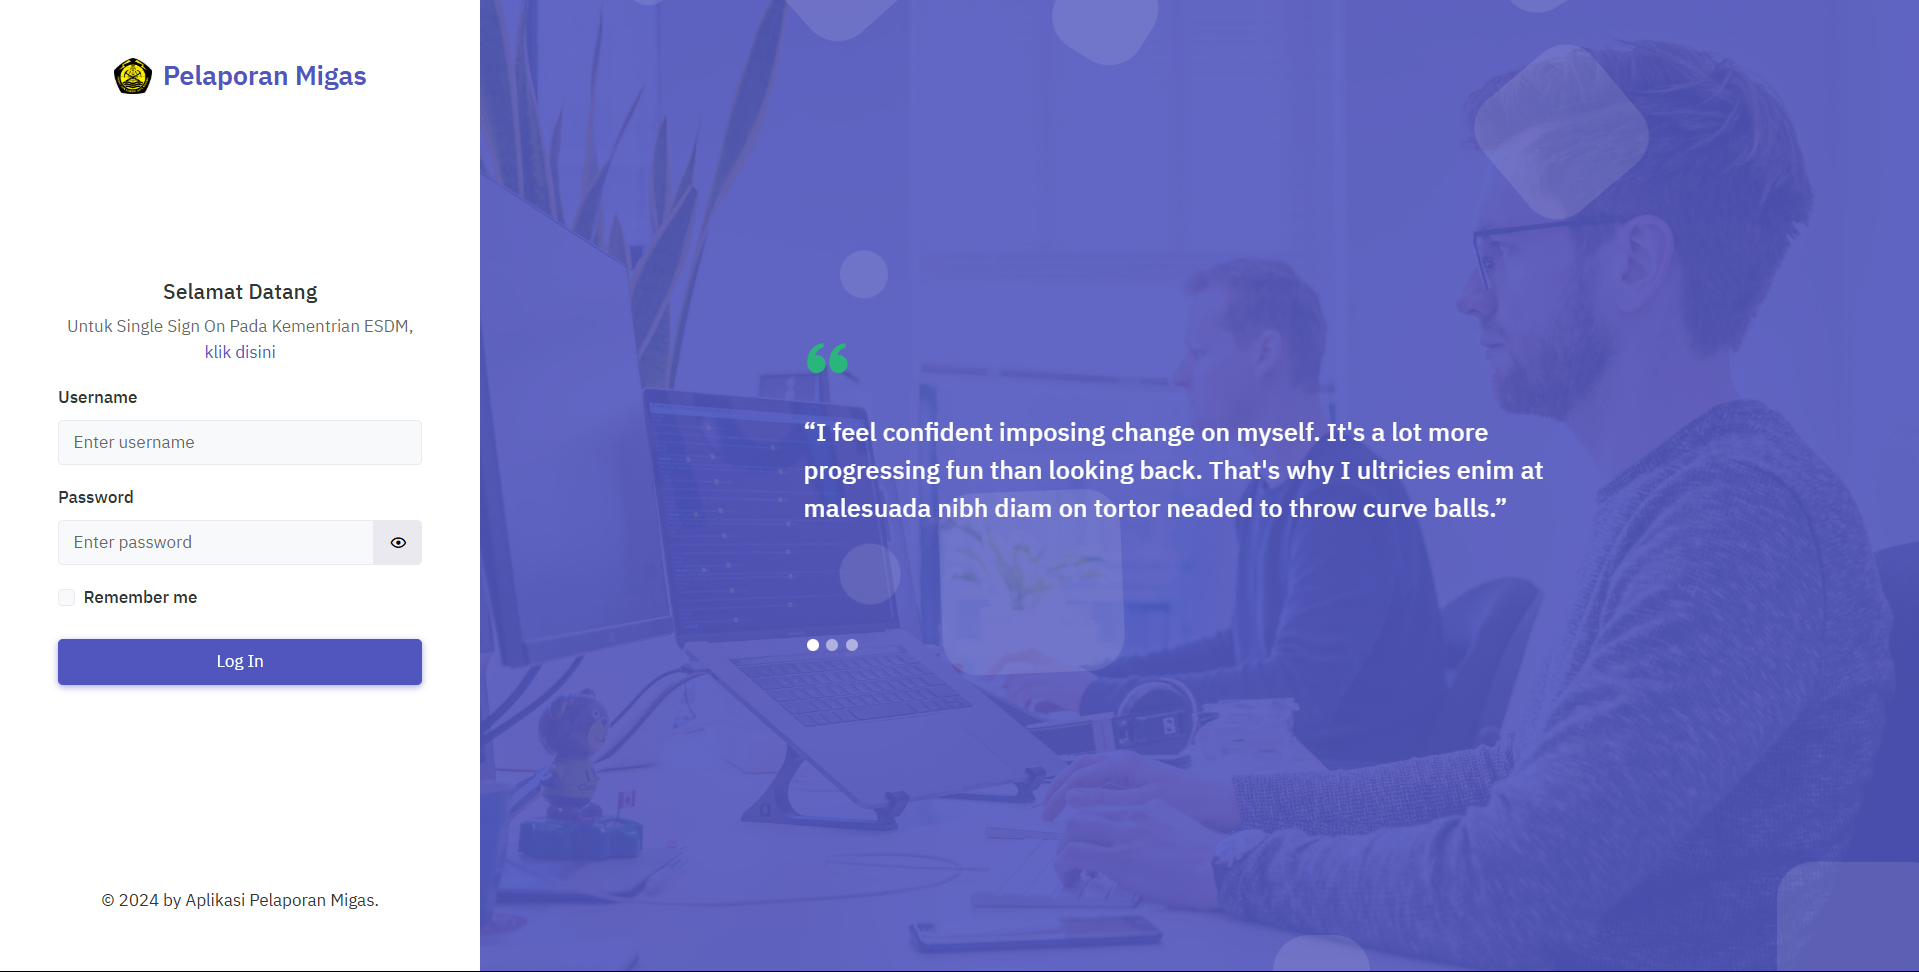 Pelaporan Migas
Selamat Datang
Untuk Single Sign On Pada Kementrian ESDM,
klik disini
Username
Enter username
Password
Enter password
Remember me
Log In
© 2024 by Aplikasi Pelaporan Migas.
“I feel confident imposing change on myself. It's a lot more
progressing fun than looking back. That's why I ultricies enim at
malesuada nibh diam on tortor neaded to throw curve balls.”